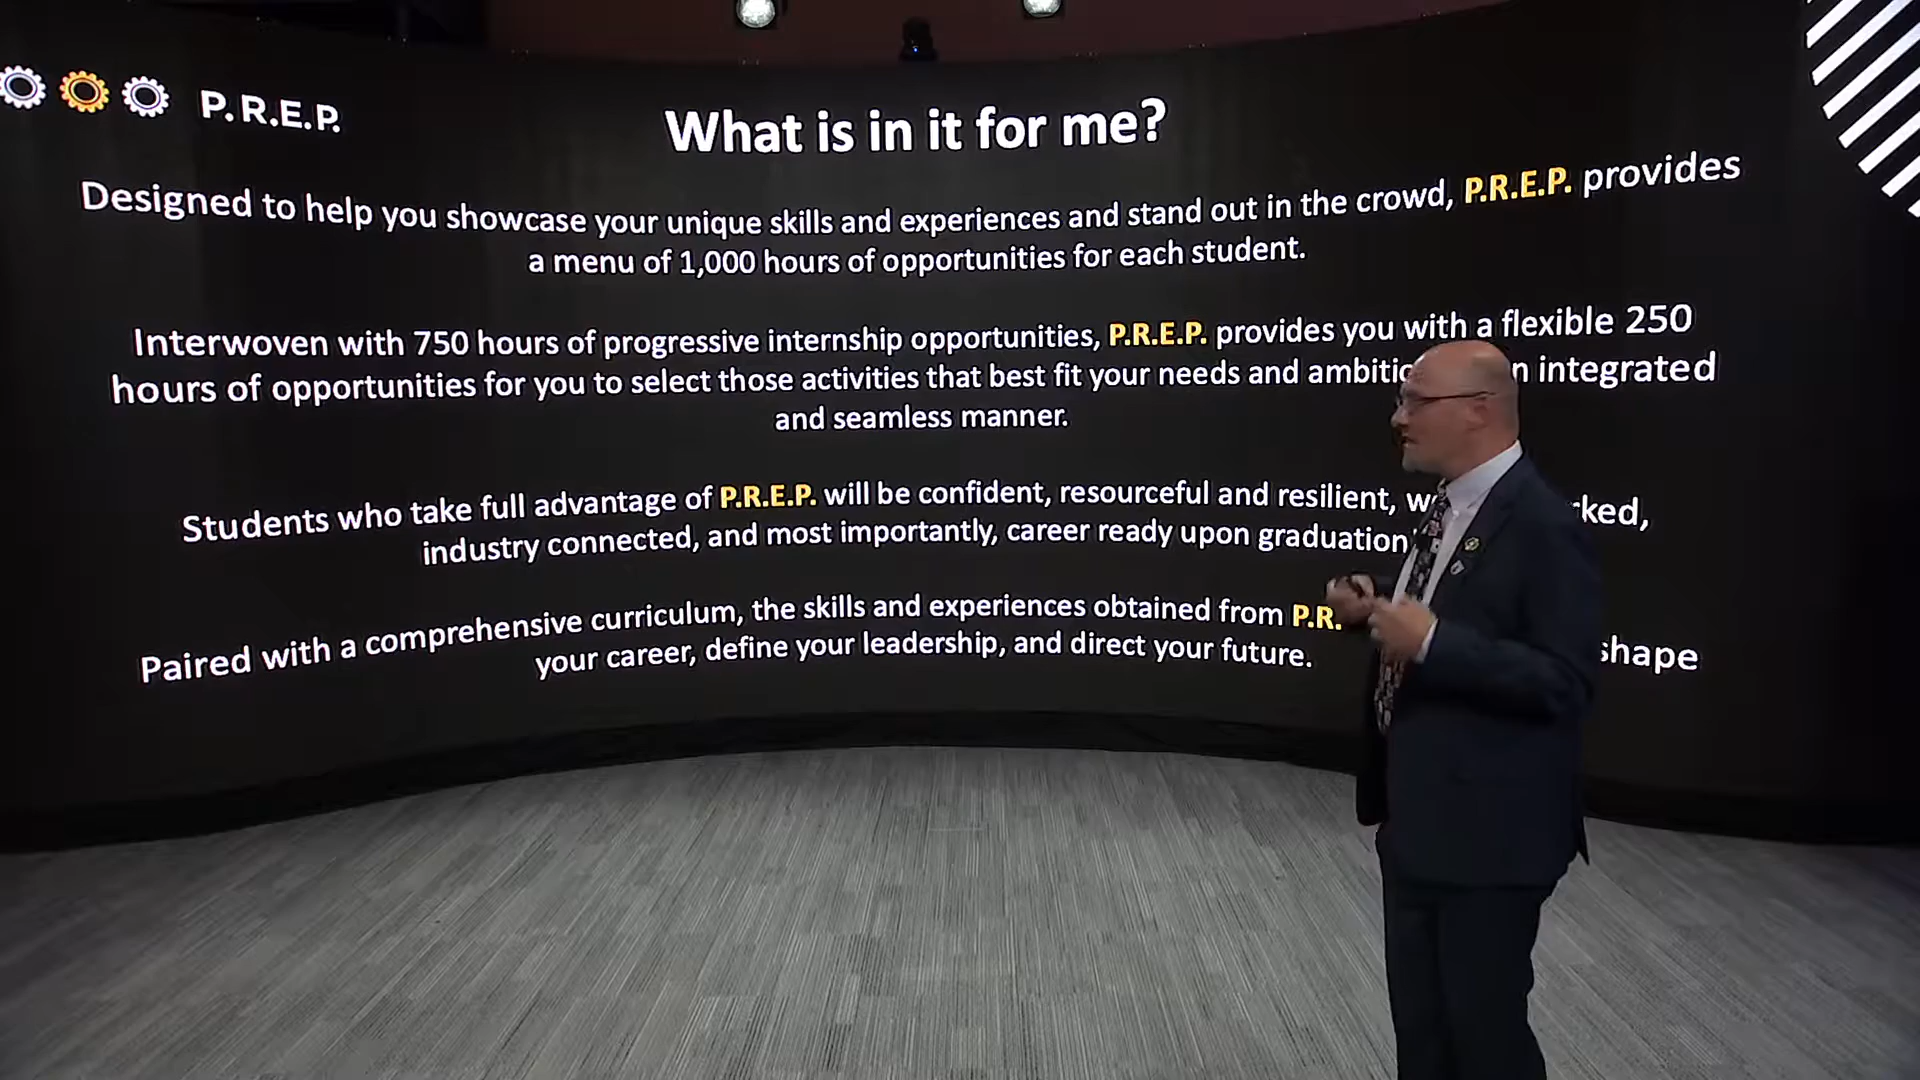 P.R.E.P.
What is in it for me?
Designed to help you showcase your unique skills and experiences and stand out in the crowd, P.R.E.P. provides
a menu of 1,000 hours of opportunities for each student.
Interwoven with 750 hours of progressive internship opportunities, P.R.E.P. provides you with a flexible 250
hours of opportunities for you to select those activities that best fit your needs and integrated
and seamless manner.
Students who take full advantage of P.R.E.P. will be confident, resourceful and resilient,
industry connected, and most importantly, career ready upon graduation
Paired with a comprehensive curriculum, the skills and experiences obtained from P.R. shape
your career, define your leadership, and direct your future.